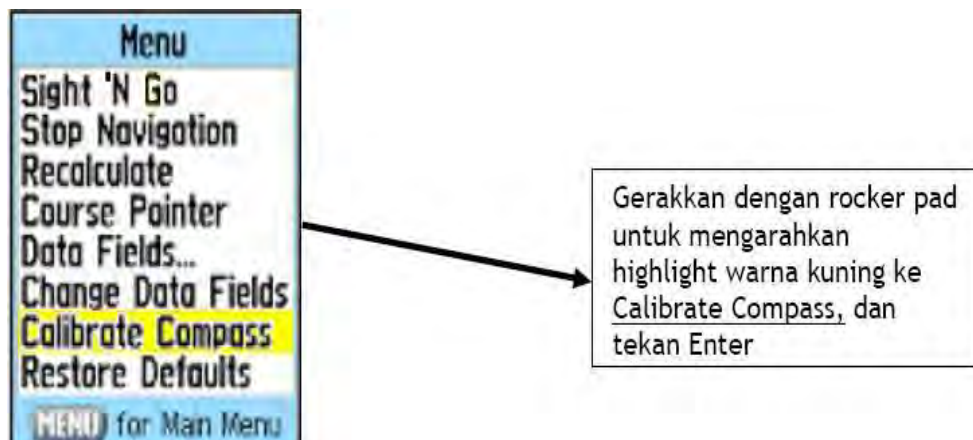 Menu
Sight 'N Go
Stop Navigation
Recalculate
Course Pointer
Data Fields...
Change Data Fields
Calibrate Compass
Restore Defaults
MENU for Main Menu
Gerakkan dengan rocker pad
untuk mengarahkan
highlight warna kuning ke
Calibrate Compass, dan
tekan Enter